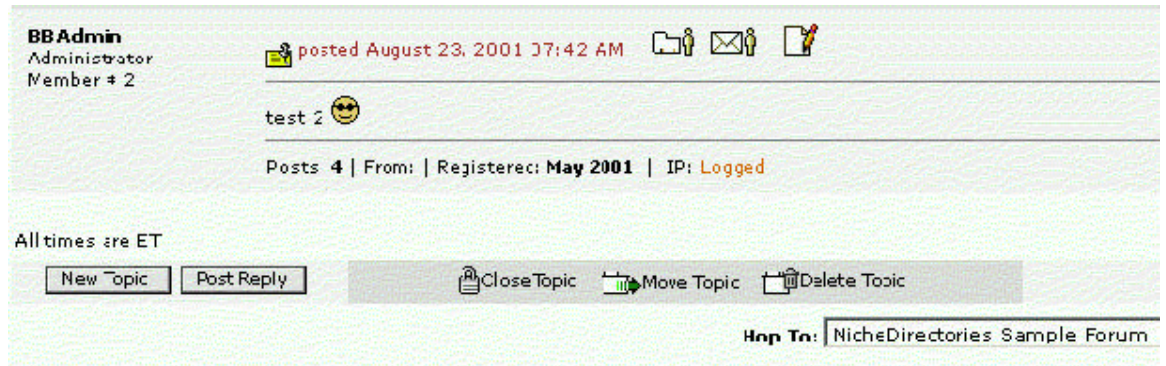 BBAdmin
Administrator
Member # 2
posted August 23, 2001 07:42 AM
test 2
Posts 4 | From: | Registered: May 2001 | IP: Logged
All times are ET
New Topic Post Reply Close Topic Move Topic Delete Topic
Hop To: NicheDirectories Sample Forum